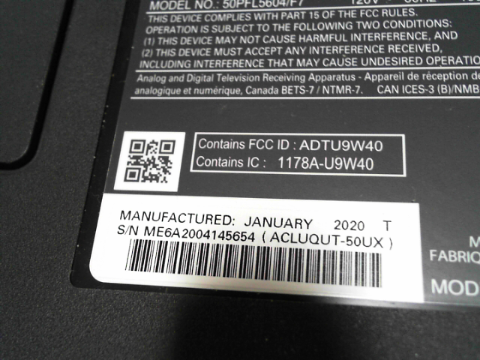 MODEL NO.: 50PFL5604/F7 120V ~ 60Hz
THIS DEVICE COMPLIES WITH PART 15 OF THE FCC RULES.
OPERATION IS SUBJECT TO THE FOLLOWING TWO CONDITIONS:
(1) THIS DEVICE MAY NOT CAUSE HARMFUL INTERFERENCE, AND
(2) THIS DEVICE MUST ACCEPT ANY INTERFERENCE RECEIVED,
INCLUDING INTERFERENCE THAT MAY CAUSE UNDESIRED OPERATION
Analog and Digital Television Receiving Apparatus - Appareil de réception de
analogique et numérique, Canada BETS-7 / NTMR-7. CAN ICES-3 (B)/NMB
Contains FCC ID : ADTU9W40
Contains IC : 1178A-U9W40
MANUFACTURED: JANUARY 2020 T
S/N ME6A2004145654 ( ACLUQUT-50UX )
M
FABRIQ
MOD